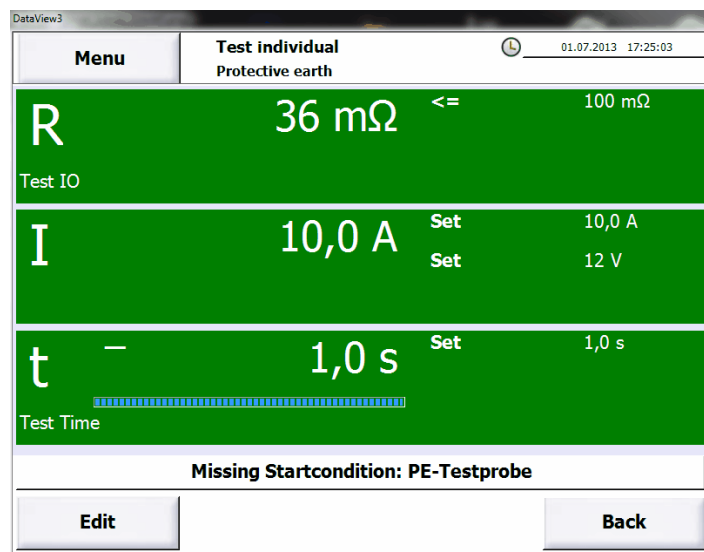 DataView3
Menu
Test individual
Protective earth
01.07.2013 17:25:03
R 36 mΩ <= 100 mΩ
Test IO
I 10,0 A Set 10,0 A
Set 12 V
t – 1,0 s Set 1,0 s
Test Time
Missing Startcondition: PE-Testprobe
Edit Back